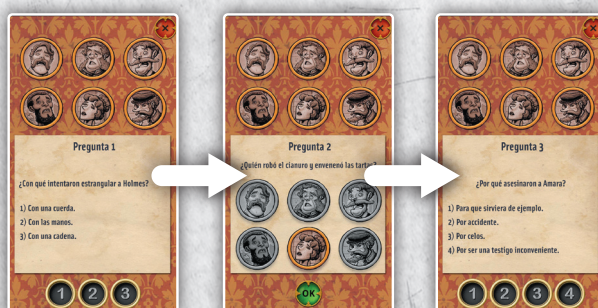 Pregunta 1
¿Con qué intentaron estrangular a Holmes?
1) Con una cuerda.
2) Con las manos.
3) Con una cadena.
1 2 3
Pregunta 2
¿Quién robó el cianuro y envenenó las tartas?
OK
Pregunta 3
¿Por qué asesinaron a Amara?
1) Para que sirviera de ejemplo.
2) Por accidente.
3) Por celos.
4) Por ser una testigo inconveniente.
1 2 3 4